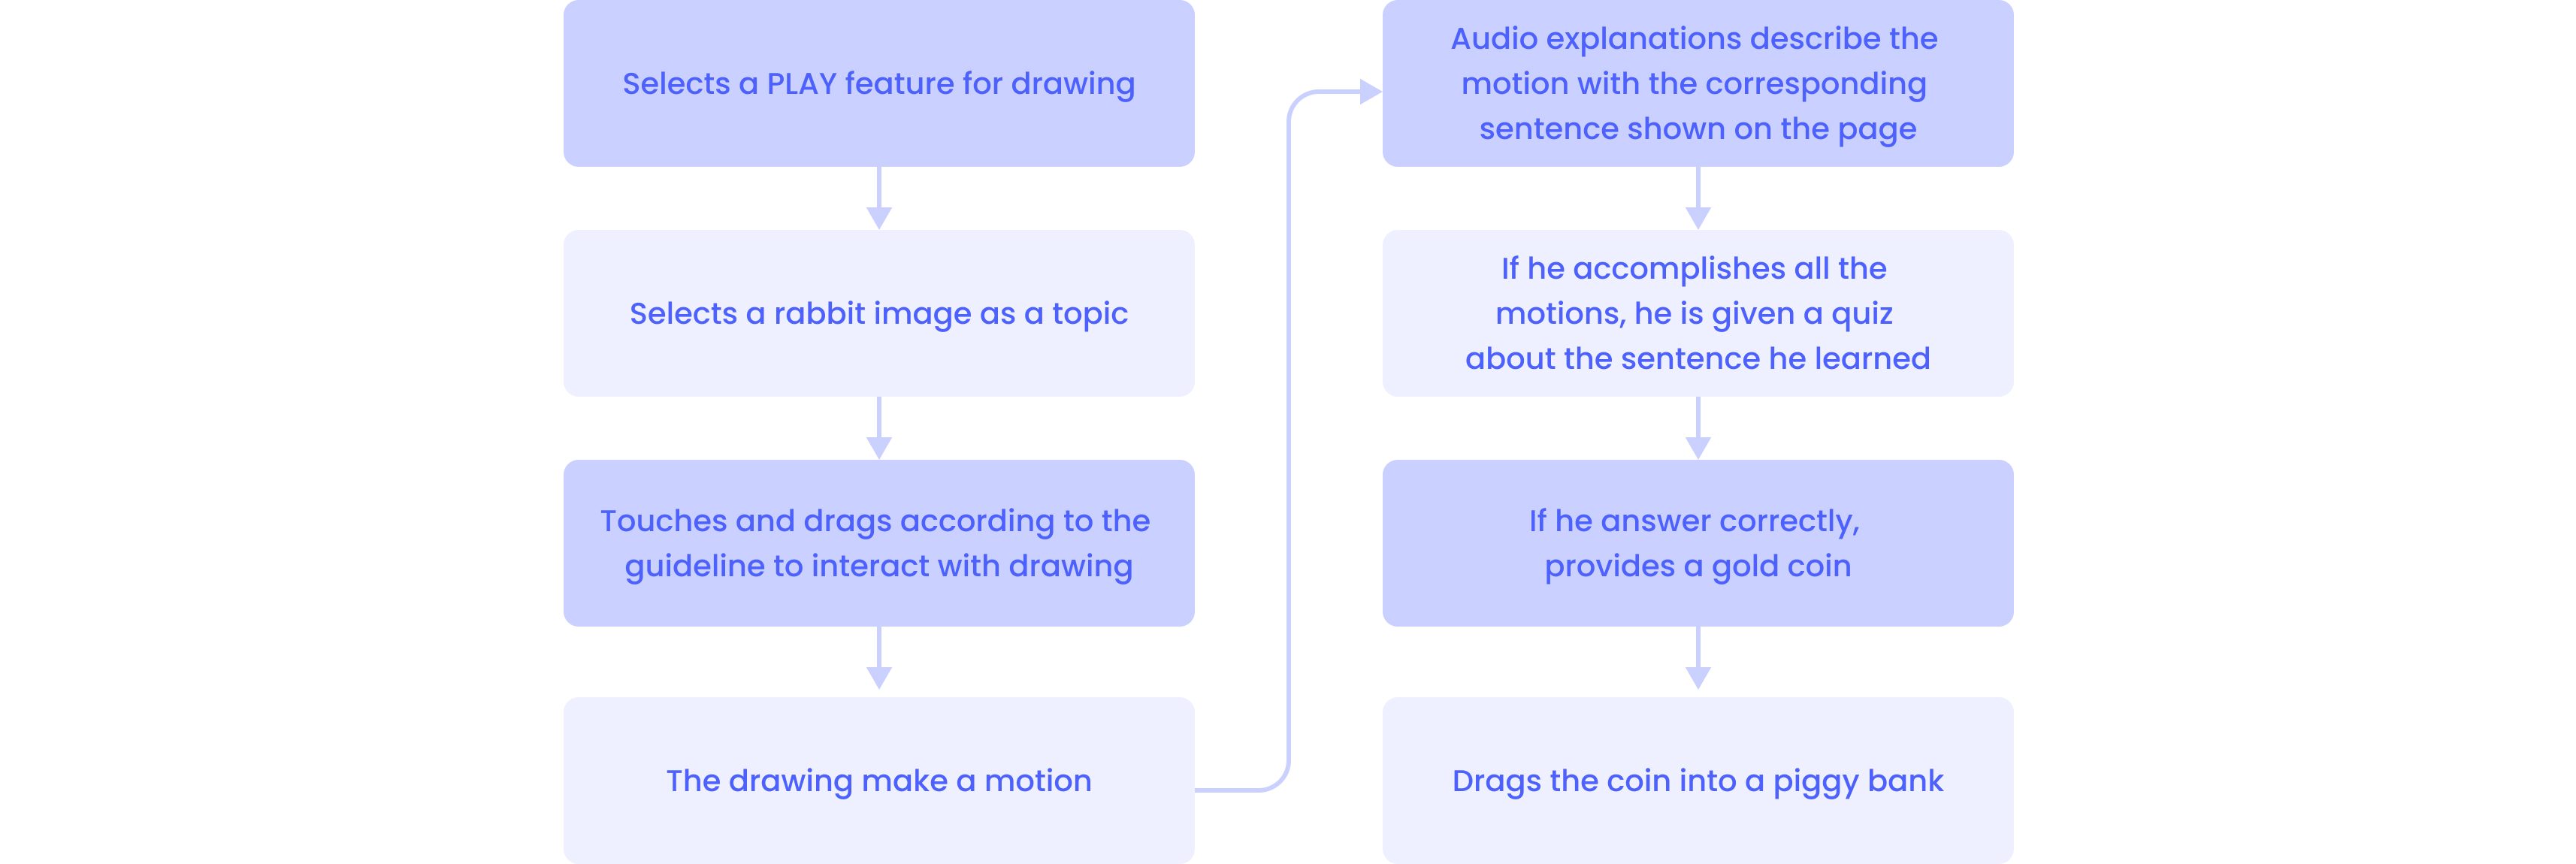 Selects a PLAY feature for drawing
Selects a rabbit image as a topic
Touches and drags according to the
guideline to interact with drawing
The drawing make a motion
Audio explanations describe the
motion with the corresponding
sentence shown on the page
If he accomplishes all the
motions, he is given a quiz
about the sentence he learned
If he answer correctly,
provides a gold coin
Drags the coin into a piggy bank